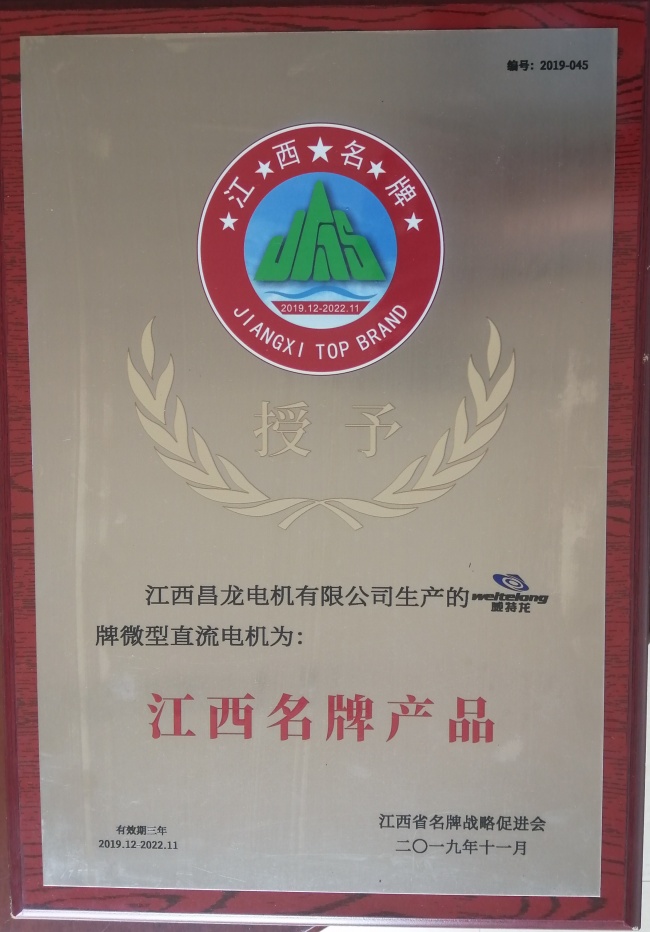 编号：2019-045
江★西★名★牌
JMS
2019.12-2022.11
JIANGXI TOP BRAND
授予
江西昌龙电机有限公司生产的 weitelong 威特龙
牌微型直流电机为：
江西名牌产品
有效期三年
2019.12-2022.11
江西省名牌战略促进会
二〇一九年十一月